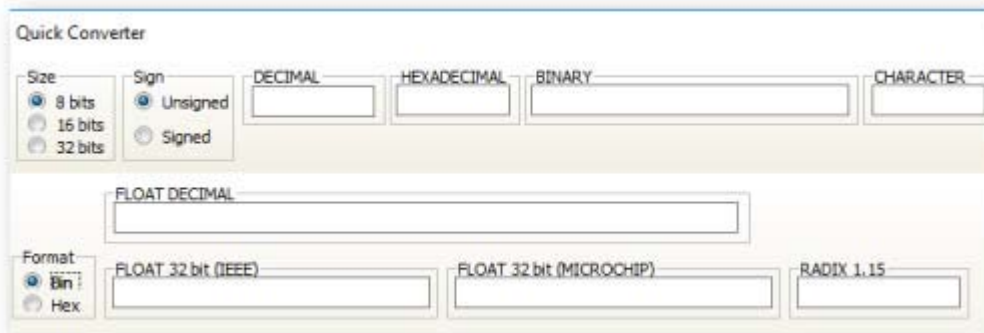 Quick Converter
Size Sign DECIMAL HEXADECIMAL BINARY CHARACTER
8 bits Unsigned
16 bits Signed
32 bits
FLOAT DECIMAL
Format FLOAT 32 bit (IEEE) FLOAT 32 bit (MICROCHIP) RADIX 1.15
Bin
Hex